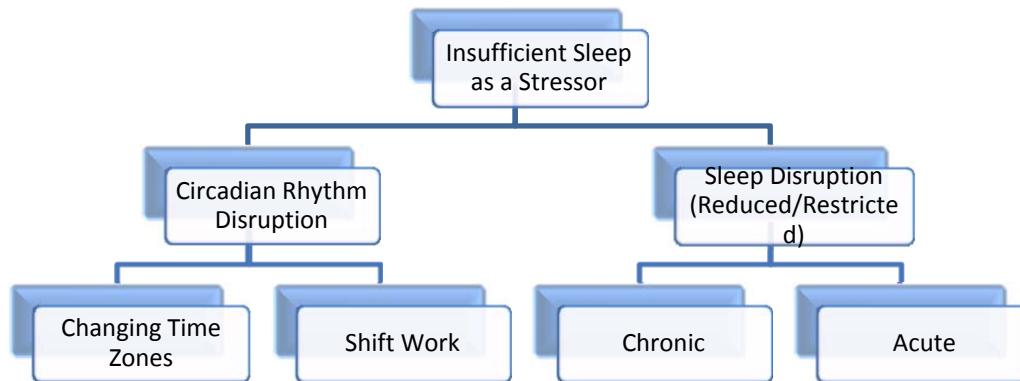 Insufficient Sleep
as a Stressor
Circadian Rhythm
Disruption
Sleep Disruption
(Reduced/Restricte
d)
Changing Time
Zones
Shift Work
Chronic
Acute